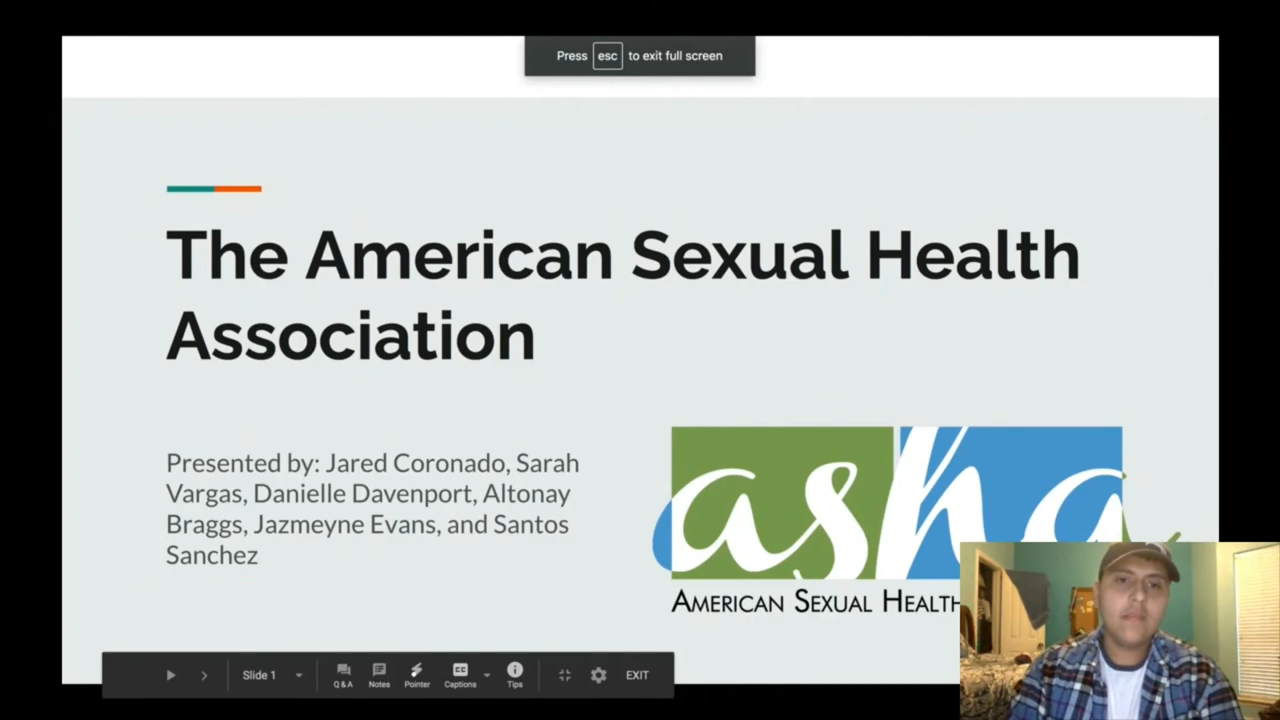 Press esc to exit full screen
The American Sexual Health
Association
Presented by: Jared Coronado, Sarah
Vargas, Danielle Davenport, Altonay
Braggs, Jazmeyne Evans, and Santos
Sanchez
asha
AMERICAN SEXUAL HEALTH
Slide 1
Q&A
Notes
Pointer
CC
Captions
Tips
EXIT